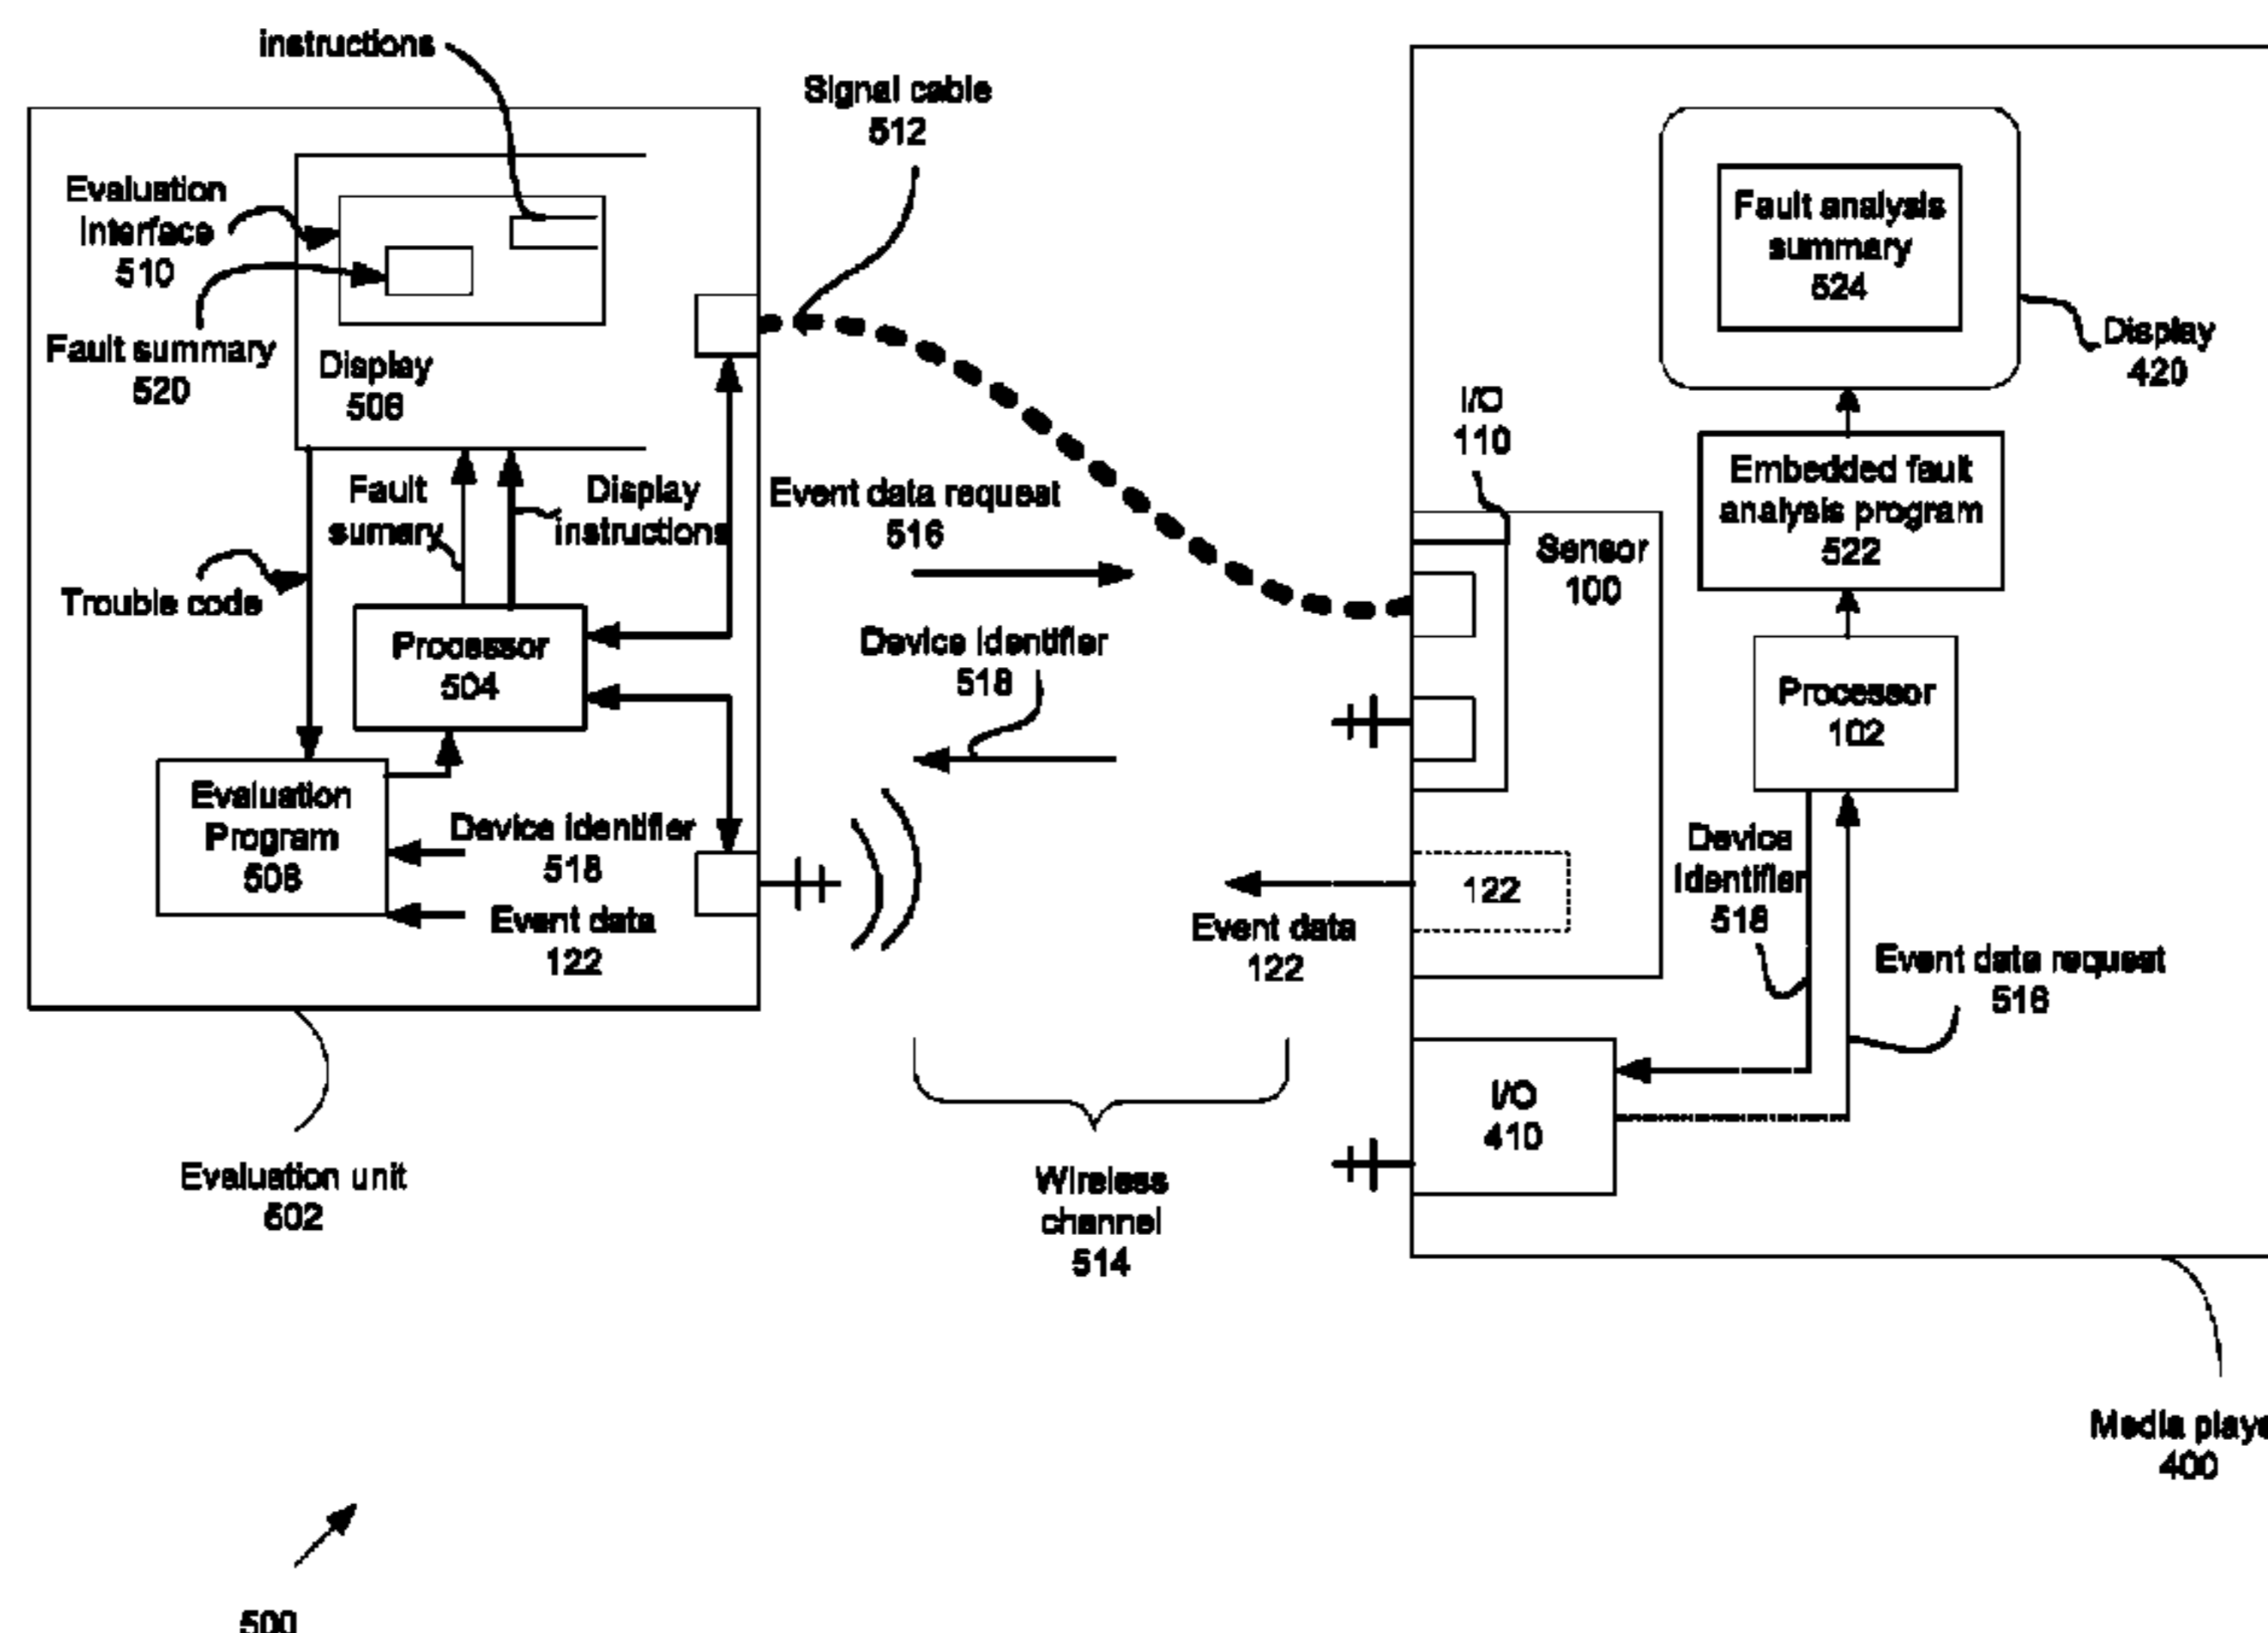 instructions
Signal cable
512
Evaluation
Interface
510
Fault summary
520
Display
506
Fault
sumary
Display
instructions
Trouble code
Processor
504
Evaluation
Program
508
Device identifier
518
Event data
122
Evaluation unit
502
Event data request
516
Device identifier
518
Event data
122
Wireless
channel
514
Fault analysis
summary
524
Display
420
I/O
110
Embedded fault
analysis program
522
Sensor
100
Processor
102
122
Device
identifier
518
Event data request
516
I/O
410
Media playe
400
500